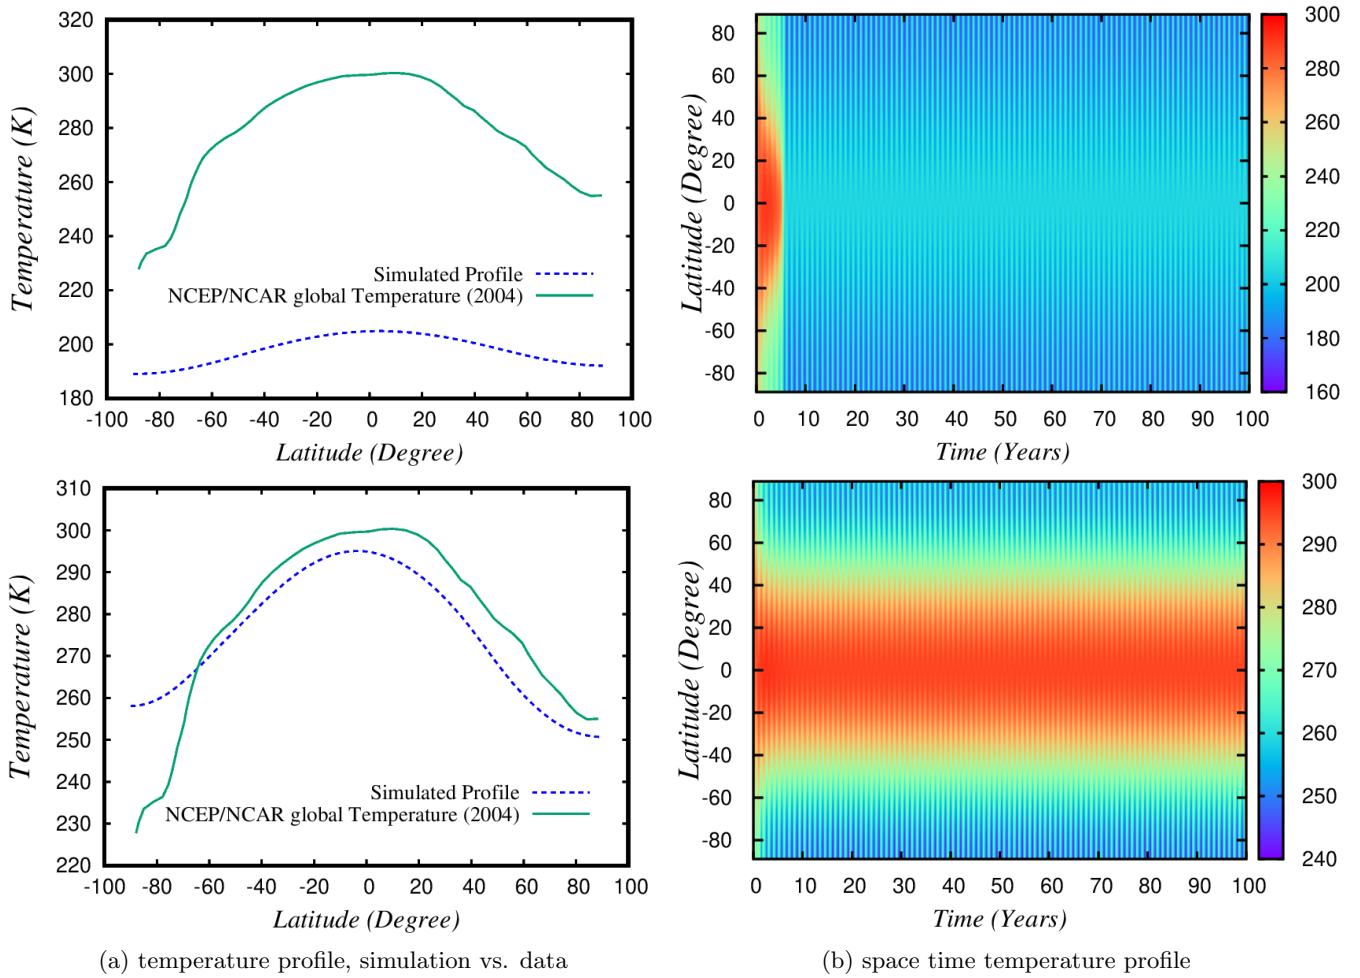 320
300
280
260
240
220
200
180
Temperature (K)
Simulated Profile
NCEP/NCAR global Temperature (2004)
-100 -80 -60 -40 -20 0 20 40 60 80 100
Latitude (Degree)
80
60
40
20
0
-20
-40
-60
-80
Latitude (Degree)
0 10 20 30 40 50 60 70 80 90 100
Time (Years)
300
280
260
240
220
200
180
160
310
300
290
280
270
260
250
240
230
220
Temperature (K)
Simulated Profile
NCEP/NCAR global Temperature (2004)
-100 -80 -60 -40 -20 0 20 40 60 80 100
Latitude (Degree)
80
60
40
20
0
-20
-40
-60
-80
Latitude (Degree)
0 10 20 30 40 50 60 70 80 90 100
Time (Years)
300
290
280
270
260
250
240
(a) temperature profile, simulation vs. data
(b) space time temperature profile